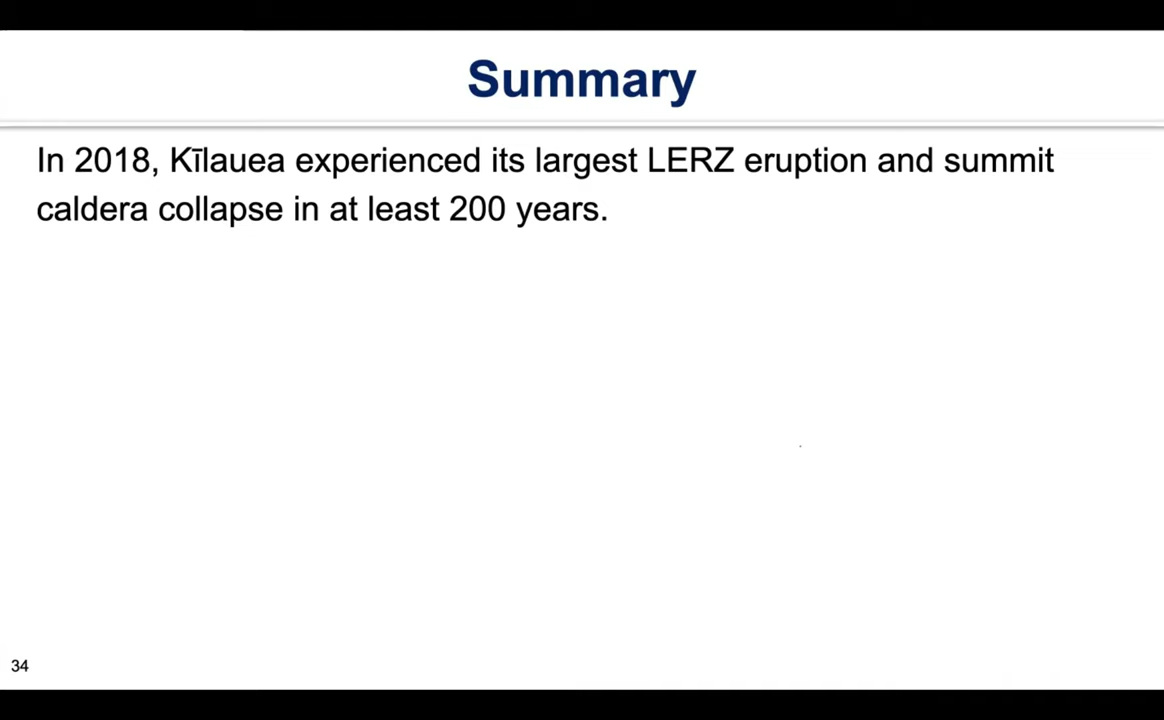 Summary
In 2018, Kīlauea experienced its largest LERZ eruption and summit
caldera collapse in at least 200 years.
34